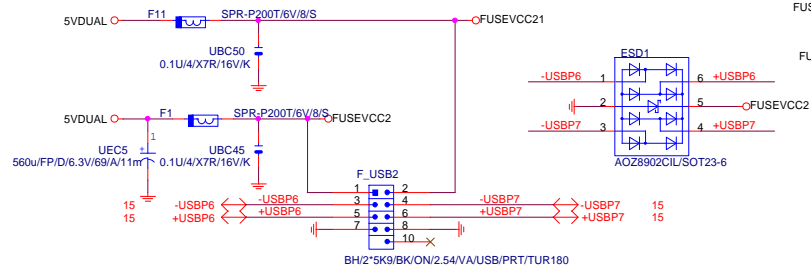 F11 SPR-P200T/6V/8/S
5VDUAL FUSEVCC21
UBC50
0.1U/4/X7R/16V/K
FUS
FU
ESD1
-USBP6 1 6 +USBP6
2 5 FUSEVCC2
-USBP7 3 4 +USBP7
AOZ8902CIL/SOT23-6
F1 SPR-P200T/6V/8/S
5VDUAL FUSEVCC2
1
+
UEC5
560u/FP/D/6.3V/69/A/11m
UBC45
0.1U/4/X7R/16V/K
F_USB2
1 2
15 -USBP6 -USBP6 3 4 -USBP7 -USBP7 15
15 +USBP6 +USBP6 5 6 +USBP7 +USBP7 15
7 8
10
BH/2*5K9/BK/ON/2.54/VA/USB/PRT/TUR180